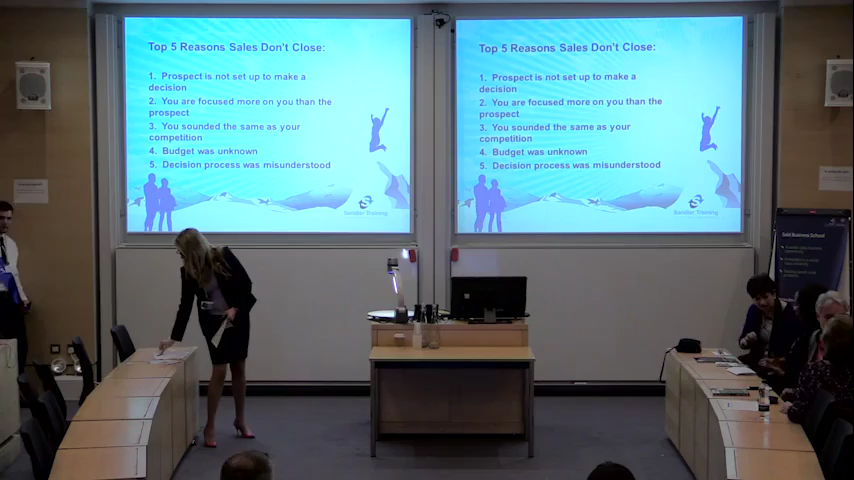 Top 5 Reasons Sales Don't Close:
1. Prospect is not set up to make a
decision
2. You are focused more on you than the
prospect
3. You sounded the same as your
competition
4. Budget was unknown
5. Decision process was misunderstood
Sandler Training
Top 5 Reasons Sales Don't Close:
1. Prospect is not set up to make a
decision
2. You are focused more on you than the
prospect
3. You sounded the same as your
competition
4. Budget was unknown
5. Decision process was misunderstood
Sandler Training
Saïd Business School